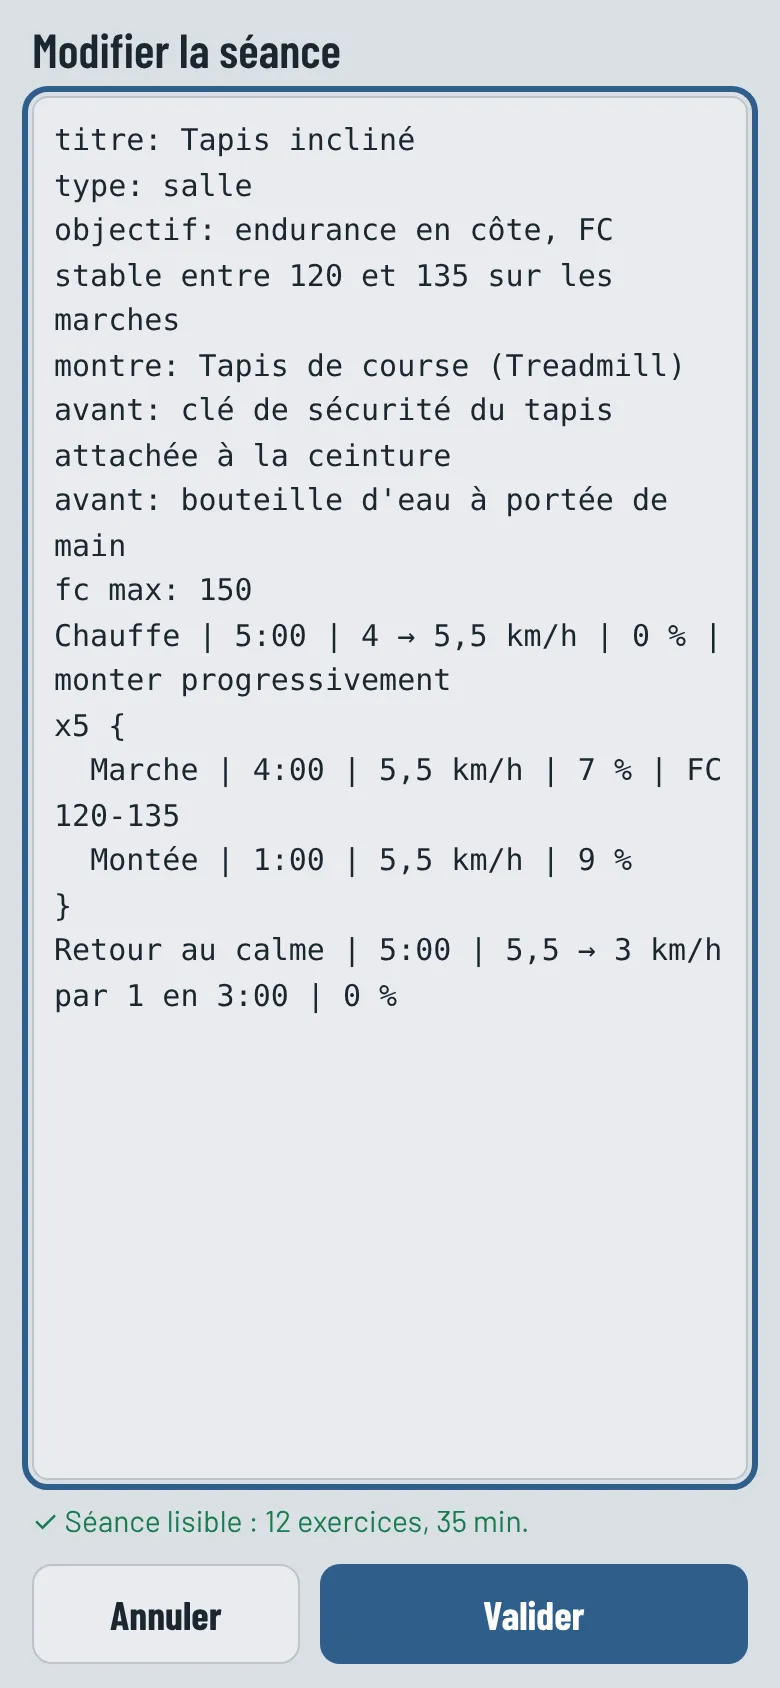 Modifier la séance
titre: Tapis incliné
type: salle
objectif: endurance en côte, FC
stable entre 120 et 135 sur les
marches
montre: Tapis de course (Treadmill)
avant: clé de sécurité du tapis
attachée à la ceinture
avant: bouteille d'eau à portée de
main
fc max: 150
Chauffe | 5:00 | 4 → 5,5 km/h | 0 % |
monter progressivement
x5 {
  Marche | 4:00 | 5,5 km/h | 7 % | FC
120-135
  Montée | 1:00 | 5,5 km/h | 9 %
}
Retour au calme | 5:00 | 5,5 → 3 km/h
par 1 en 3:00 | 0 %
✓ Séance lisible : 12 exercices, 35 min.
Annuler
Valider